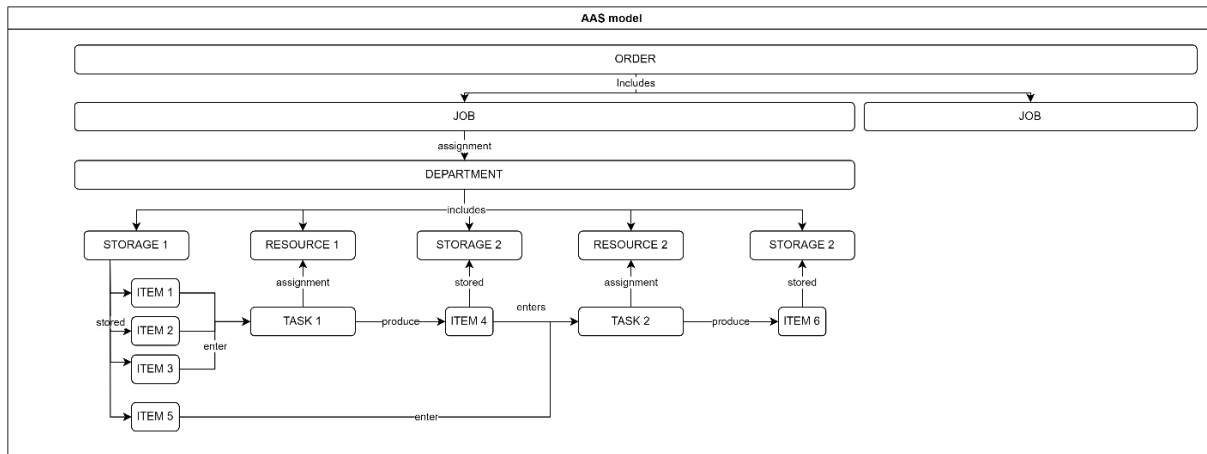 AAS model
ORDER
Includes
JOB
JOB
assignment
DEPARTMENT
includes
STORAGE 1
RESOURCE 1
STORAGE 2
RESOURCE 2
STORAGE 2
assignment
stored
assignment
stored
ITEM 1
enters
stored
ITEM 2
TASK 1
produce
ITEM 4
TASK 2
produce
ITEM 6
enter
ITEM 3
ITEM 5
enter